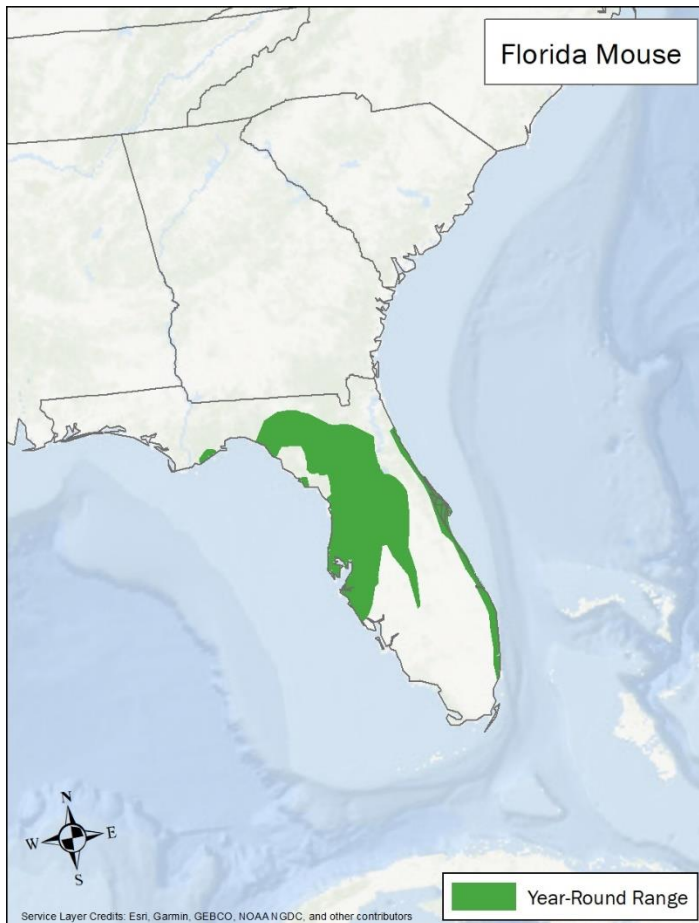 Florida Mouse
N
W E
S
Year-Round Range
Service Layer Credits: Esri, Garmin, GEBCO, NOAA NGDC, and other contributors